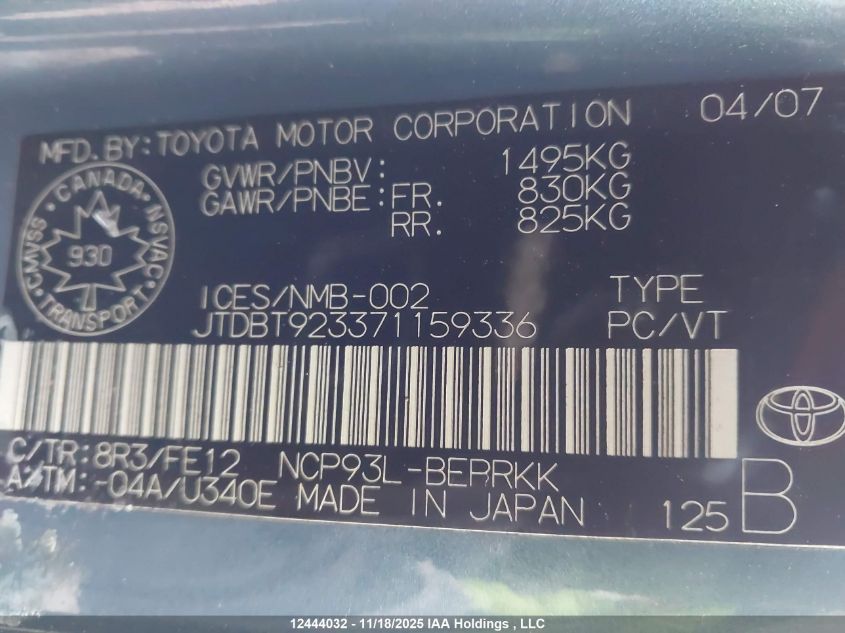 MFD.BY:TOYOTA MOTOR CORPORATION 04/07
GVWR/PNBV: 1495KG
GAWR/PNBE:FR. 830KG
RR. 825KG
CANADA
CMVSS 930 NSVAC
TRANSPORT
ICES/NMB-002 TYPE
JTDBT923371159336 PC/VT
C/TR:8R3/FE12 NCP93L-BEPRKK
A/TM:-04A/U340E MADE IN JAPAN 125 B
12444032 - 11/18/2025 IAA Holdings , LLC